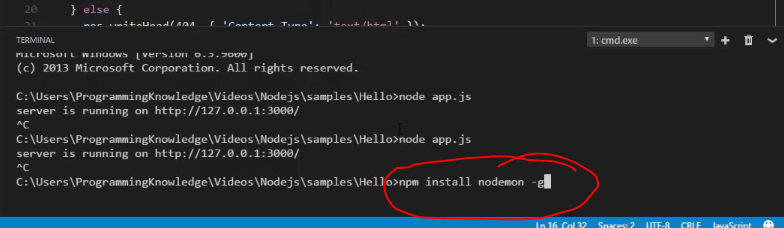 20 } else {
21 res.writeHead(404, { 'Content-Type': 'text/html' });
TERMINAL
1: cmd.exe
Microsoft Windows [Version 6.3.9600]
(c) 2013 Microsoft Corporation. All rights reserved.
C:\Users\ProgrammingKnowledge\Videos\Nodejs\samples\Hello>node app.js
server is running on http://127.0.0.1:3000/
^C
C:\Users\ProgrammingKnowledge\Videos\Nodejs\samples\Hello>node app.js
server is running on http://127.0.0.1:3000/
^C
C:\Users\ProgrammingKnowledge\Videos\Nodejs\samples\Hello>npm install nodemon -g
Ln 16, Col 32 Spaces: 2 UTF-8 CRLF JavaScript